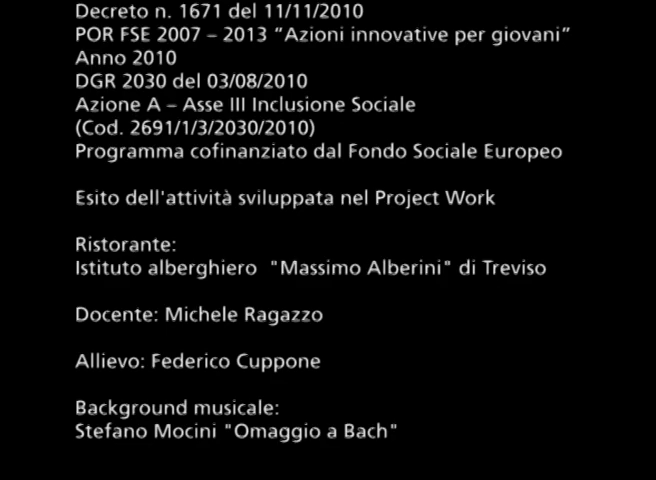 Decreto n. 1671 del 11/11/2010
POR FSE 2007 – 2013 “Azioni innovative per giovani”
Anno 2010
DGR 2030 del 03/08/2010
Azione A – Asse III Inclusione Sociale
(Cod. 2691/1/3/2030/2010)
Programma cofinanziato dal Fondo Sociale Europeo
Esito dell'attività sviluppata nel Project Work
Ristorante:
Istituto alberghiero  "Massimo Alberini" di Treviso
Docente: Michele Ragazzo
Allievo: Federico Cuppone
Background musicale:
Stefano Mocini "Omaggio a Bach"